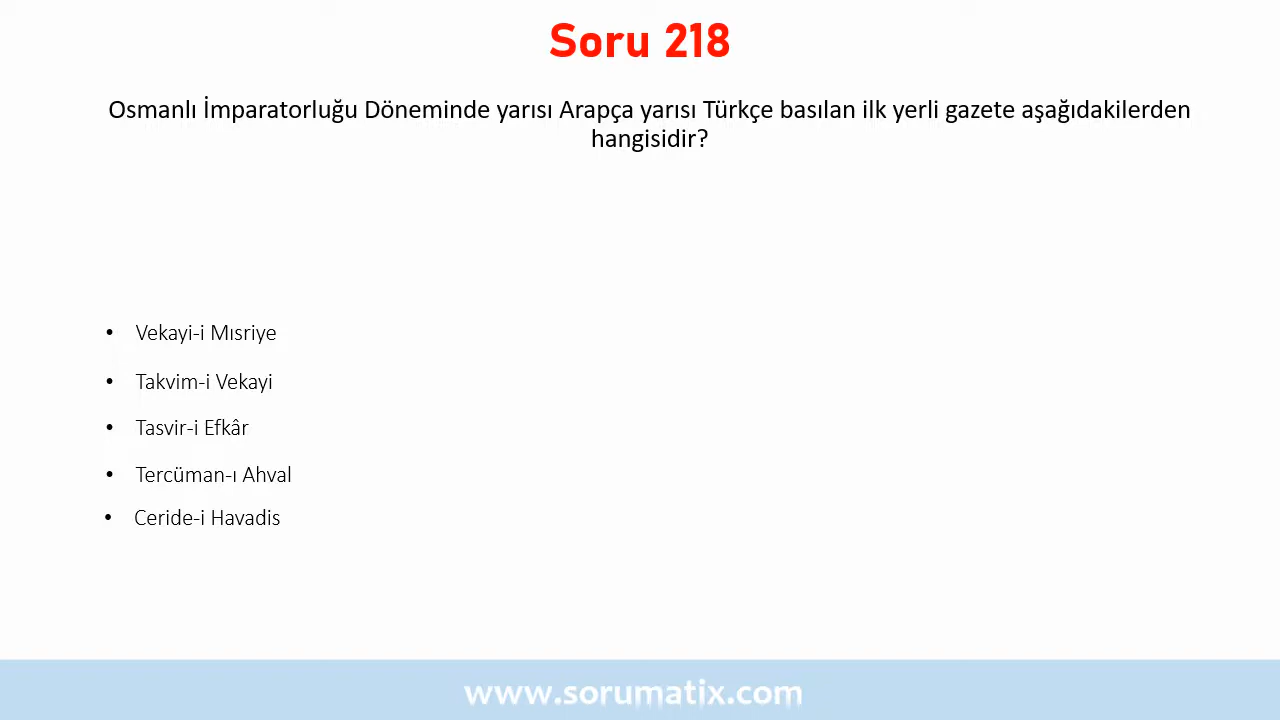 Soru 218
Osmanlı İmparatorluğu Döneminde yarısı Arapça yarısı Türkçe basılan ilk yerli gazete aşağıdakilerden
hangisidir?
• Vekayi-i Mısriye
• Takvim-i Vekayi
• Tasvir-i Efkâr
• Tercüman-ı Ahval
• Ceride-i Havadis
www.sorumatix.com